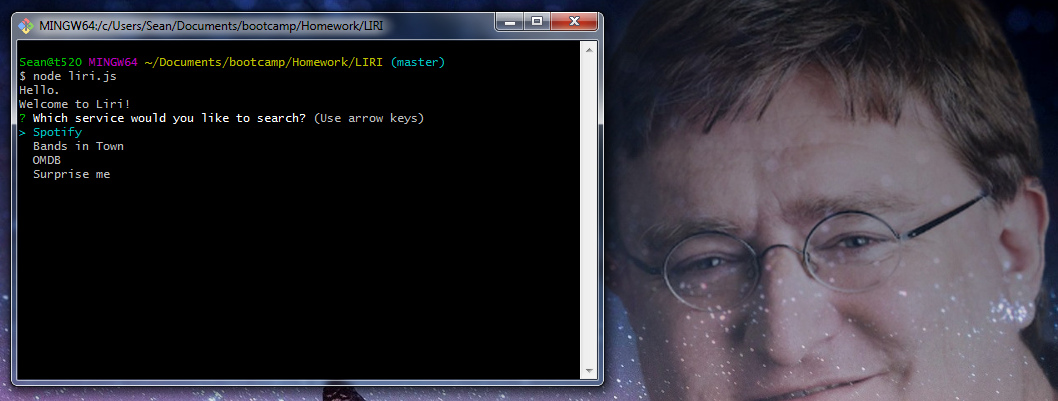 MINGW64:/c/Users/Sean/Documents/bootcamp/Homework/LIRI
Sean@t520 MINGW64 ~/Documents/bootcamp/Homework/LIRI (master)
$ node liri.js
Hello.
Welcome to Liri!
? Which service would you like to search? (Use arrow keys)
> Spotify
Bands in Town
OMDB
Surprise me